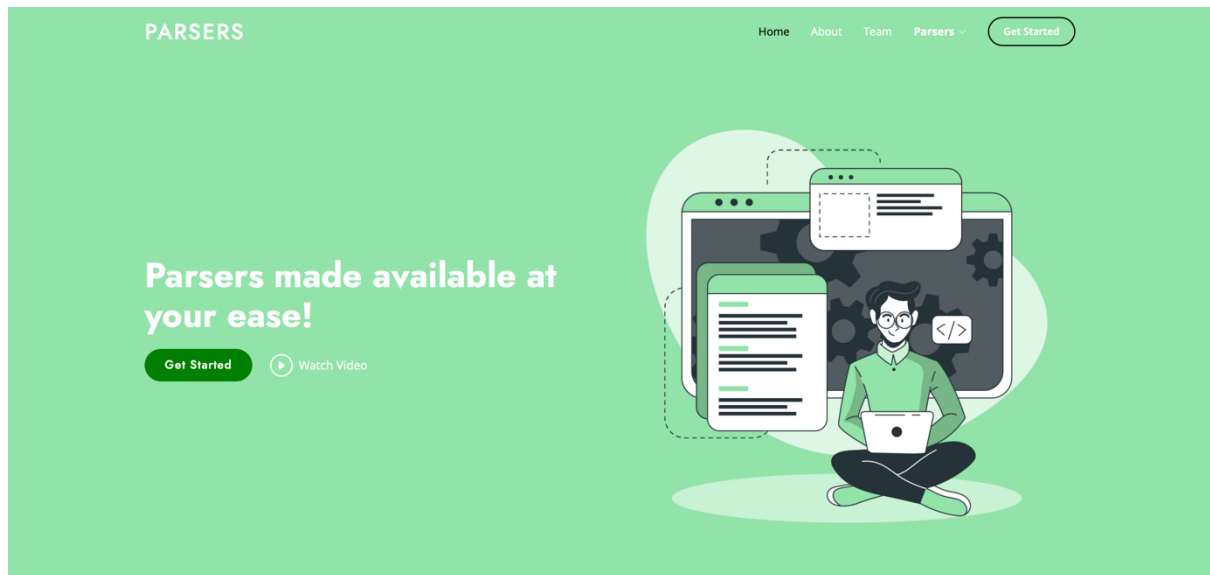 PARSERS
Home About Team Parsers Get Started
Parsers made available at
your ease!
Get Started Watch Video
</>